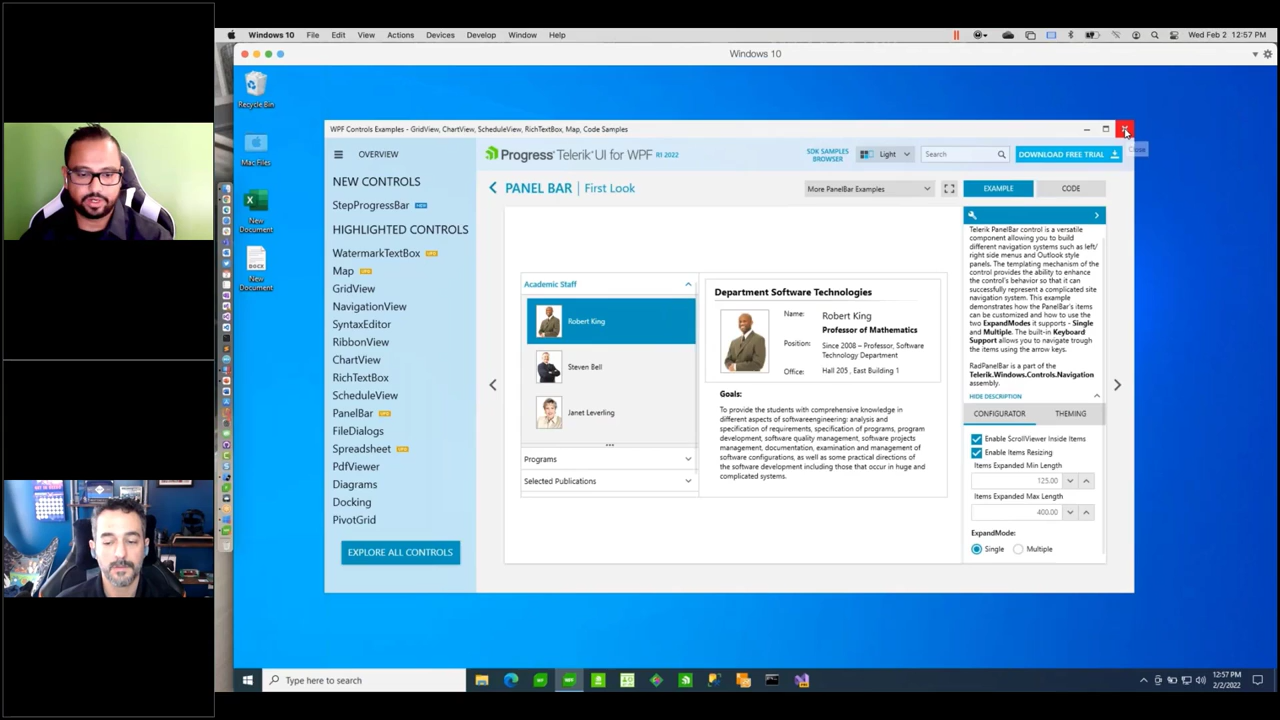 Windows 10 File Edit View Actions Devices Develop Window Help
Wed Feb 2 12:57 PM
Windows 10
Recycle Bin
Mac Files
New
Document
New
Document
WPF Controls Examples - GridView, ChartView, ScheduleView, RichTextBox, Map, Code Samples
Close
OVERVIEW
Progress Telerik UI for WPF R1 2022
SDK SAMPLES
BROWSER
Light
Search
DOWNLOAD FREE TRIAL
NEW CONTROLS
StepProgressBar NEW
HIGHLIGHTED CONTROLS
WatermarkTextBox UPD
Map UPD
GridView
NavigationView
SyntaxEditor
RibbonView
ChartView
RichTextBox
ScheduleView
PanelBar UPD
FileDialogs
Spreadsheet UPD
PdfViewer
Diagrams
Docking
PivotGrid
EXPLORE ALL CONTROLS
PANEL BAR First Look
More PanelBar Examples
EXAMPLE
CODE
Academic Staff
Robert King
Steven Bell
Janet Leverling
Programs
Selected Publications
Department Software Technologies
Name: Robert King
Professor of Mathematics
Position: Since 2008 – Professor, Software
Technology Department
Office: Hall 205 , East Building 1
Goals:
To provide the students with comprehensive knowledge in
different aspects of softwareengineering: analysis and
specification of requirements, specification of programs, program
development, software quality management, software projects
management, documentation, examination and management of
software configurations, as well as some practical directions of
the software development including those that occur in huge and
complicated systems.
Telerik PanelBar control is a versatile
component allowing you to build
different navigation systems such as left/
right side menus and Outlook style
panels. The templating mechanism of the
control provides the ability to enhance
the control's behavior so that it can
successfully represent a complicated site
navigation system. This example
demonstrates how the PanelBar's items
can be customized and how to use the
two ExpandModes it supports - Single
and Multiple. The built-in Keyboard
Support allows you to navigate trough
the items using the arrow keys.
RadPanelBar is a part of the
Telerik.Windows.Controls.Navigation
assembly.
HIDE DESCRIPTION
CONFIGURATOR
THEMING
Enable ScrollViewer Inside Items
Enable Items Resizing
Items Expanded Min Length
125.00
Items Expanded Max Length
400.00
ExpandMode:
Single
Multiple
Type here to search
12:57 PM
2/2/2022